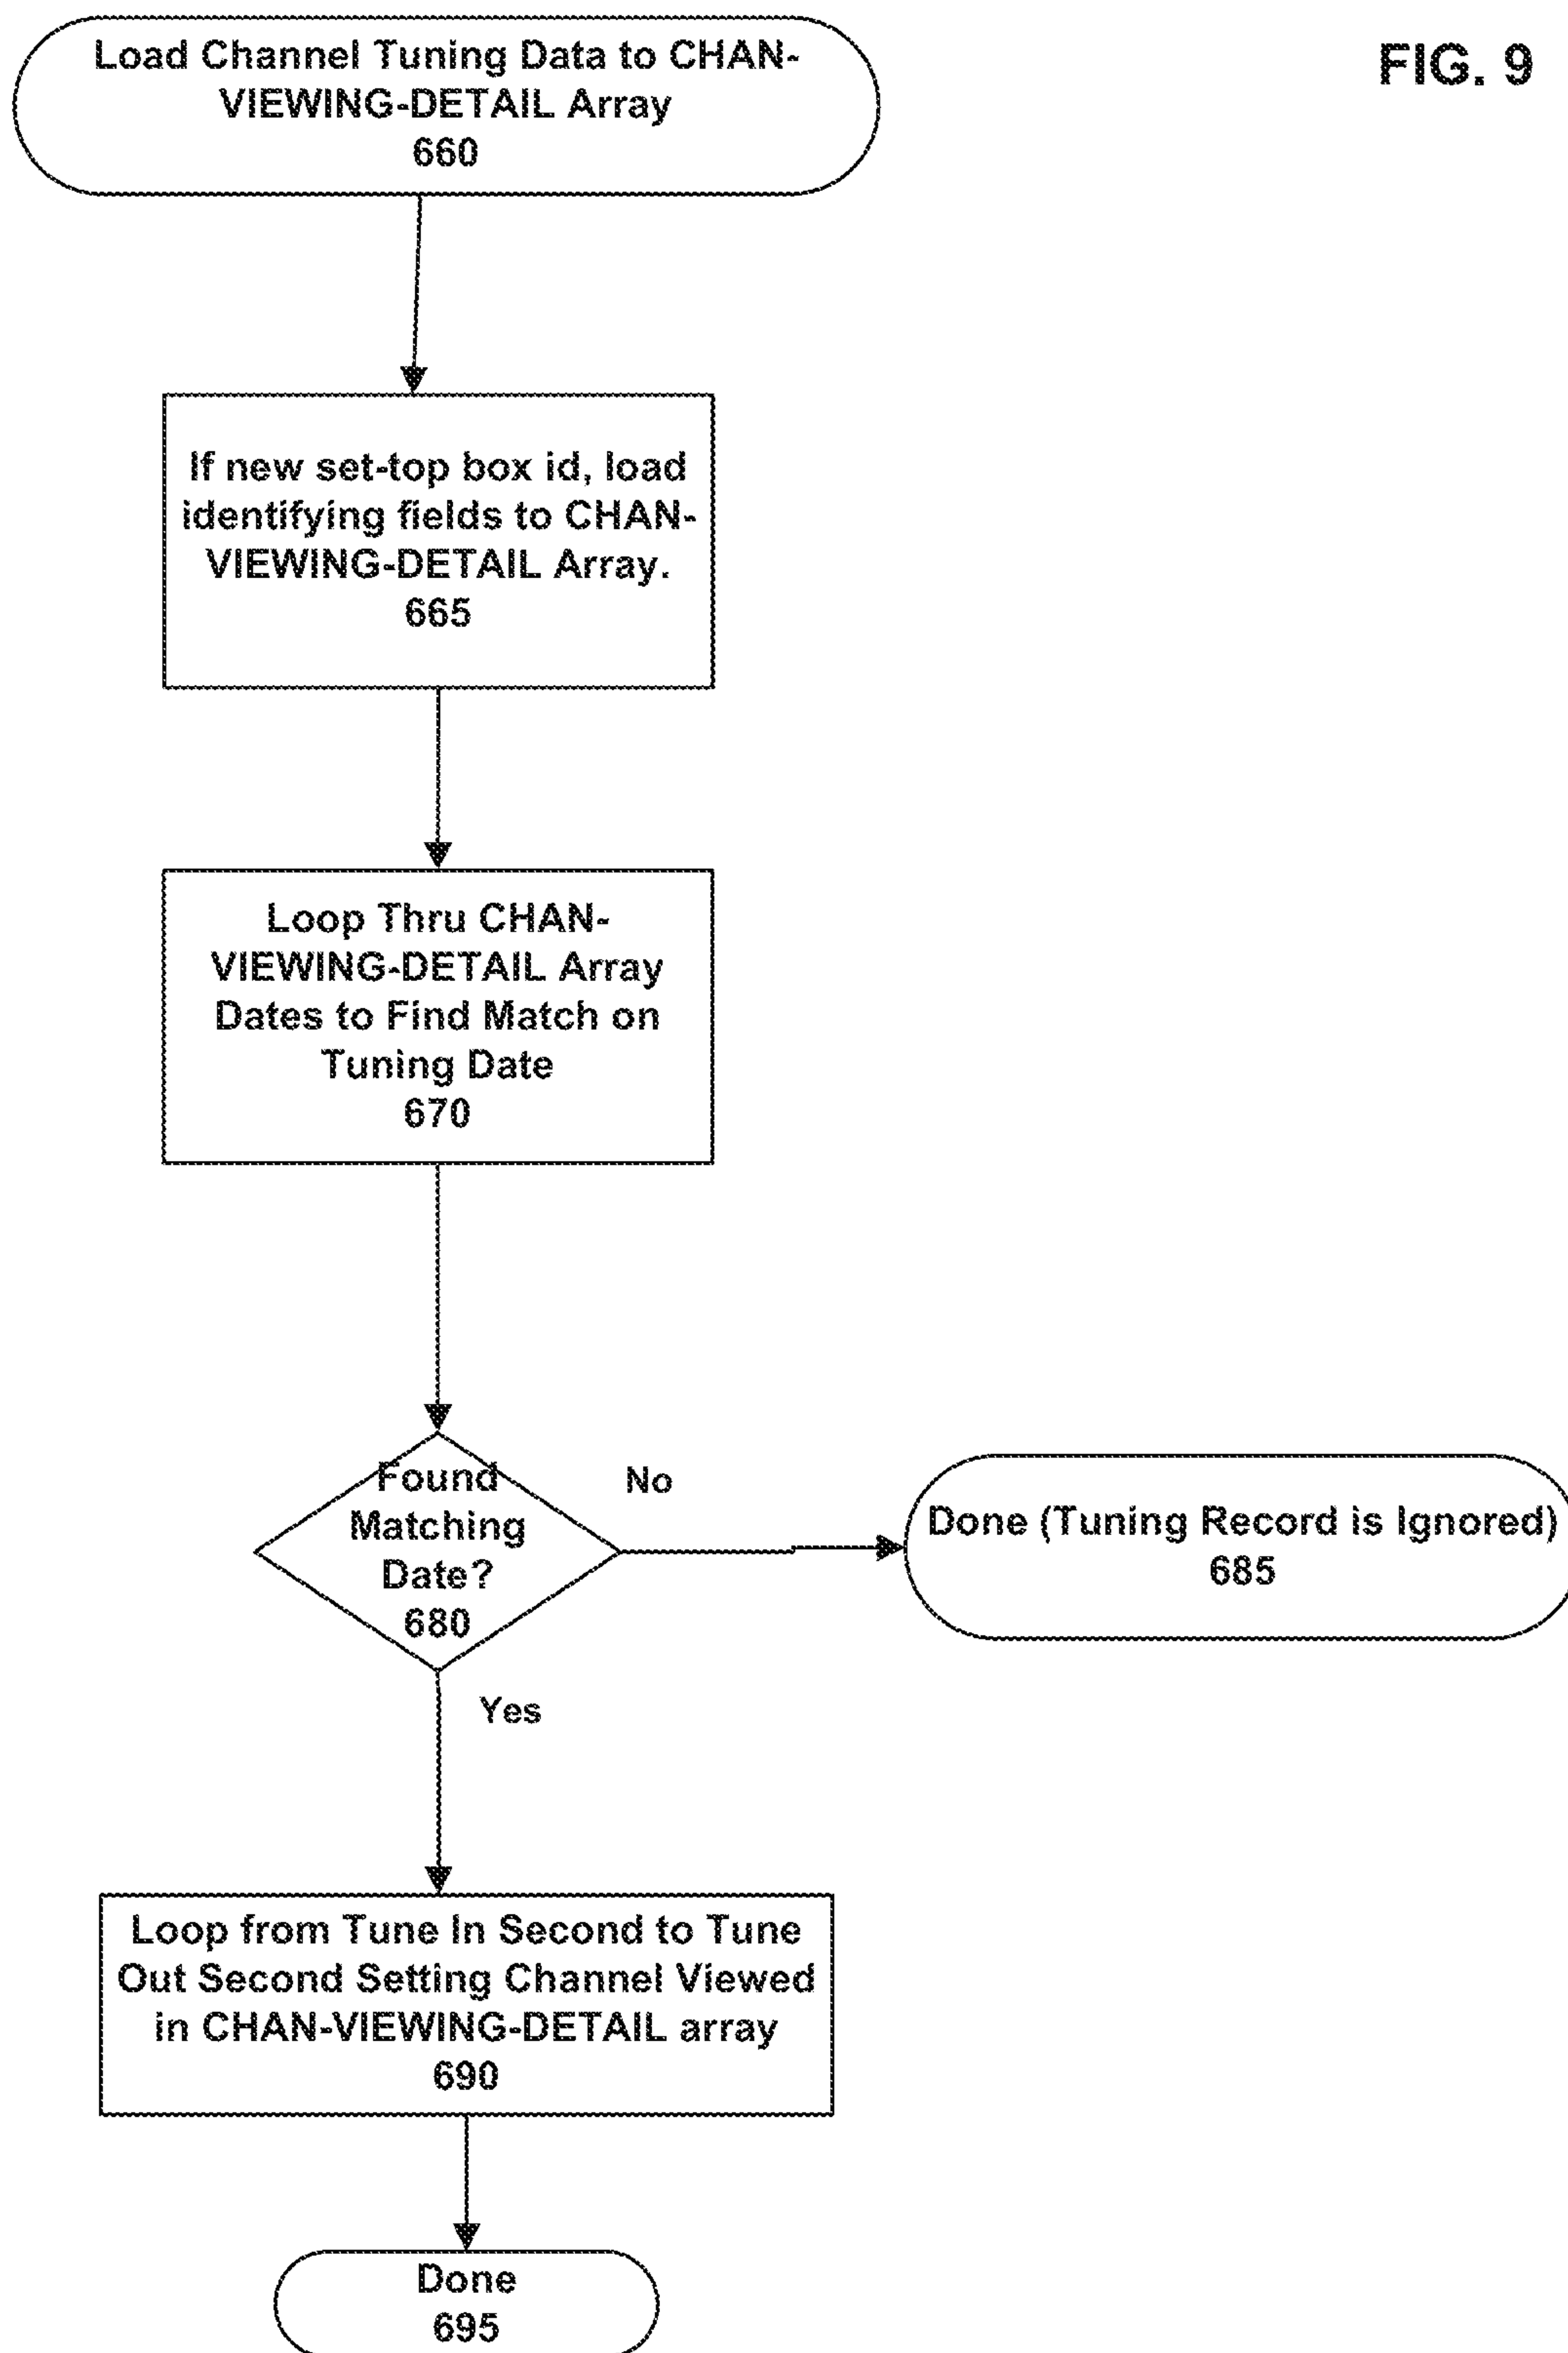 FIG. 9
Load Channel Tuning Data to CHAN-
VIEWING-DETAIL Array
660
If new set-top box id, load
identifying fields to CHAN-
VIEWING-DETAIL Array.
665
Loop Thru CHAN-
VIEWING-DETAIL Array
Dates to Find Match on
Tuning Date
670
Found
Matching
Date?
680
No
Done (Tuning Record is Ignored)
685
Yes
Loop from Tune In Second to Tune
Out Second Setting Channel Viewed
in CHAN-VIEWING-DETAIL array
690
Done
695